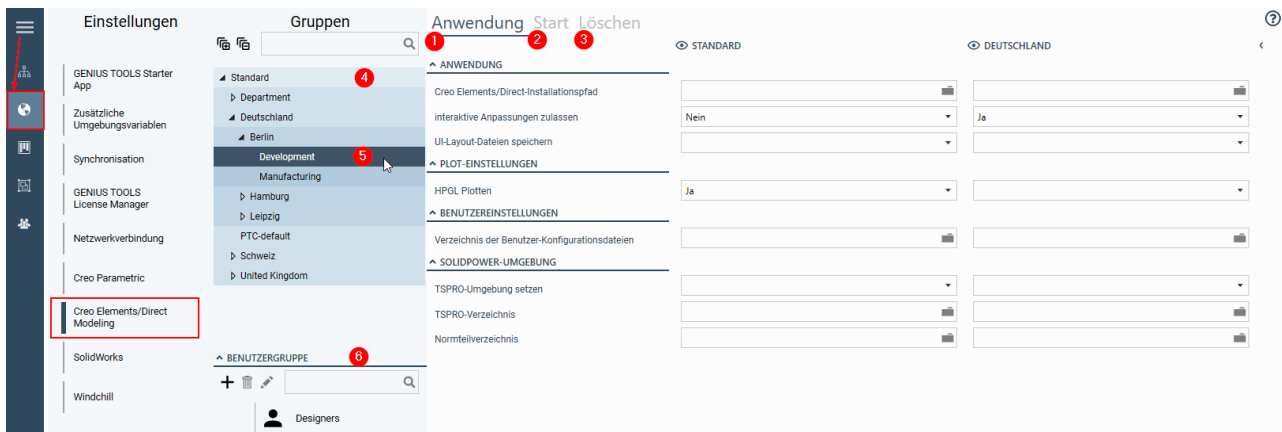 Einstellungen
GENIUS TOOLS Starter
App
Zusätzliche
Umgebungsvariablen
Synchronisation
GENIUS TOOLS
License Manager
Netzwerkverbindung
Creo Parametric
Creo Elements/Direct
Modeling
SolidWorks
Windchill
Gruppen
Standard 4
Department
Deutschland
Berlin
Development 5
Manufacturing
Hamburg
Leipzig
PTC-default
Schweiz
United Kingdom
BENUTZERGRUPPE 6
Designers
Anwendung Start Löschen
1 2 3
STANDARD DEUTSCHLAND
ANWENDUNG
Creo Elements/Direct-Installationspfad
interaktive Anpassungen zulassen Nein Ja
UI-Layout-Dateien speichern
PLOT-EINSTELLUNGEN
HPGL Plotten Ja
BENUTZEREINSTELLUNGEN
Verzeichnis der Benutzer-Konfigurationsdateien
SOLIDPOWER-UMGEBUNG
TSPRO-Umgebung setzen
TSPRO-Verzeichnis
Normteilverzeichnis